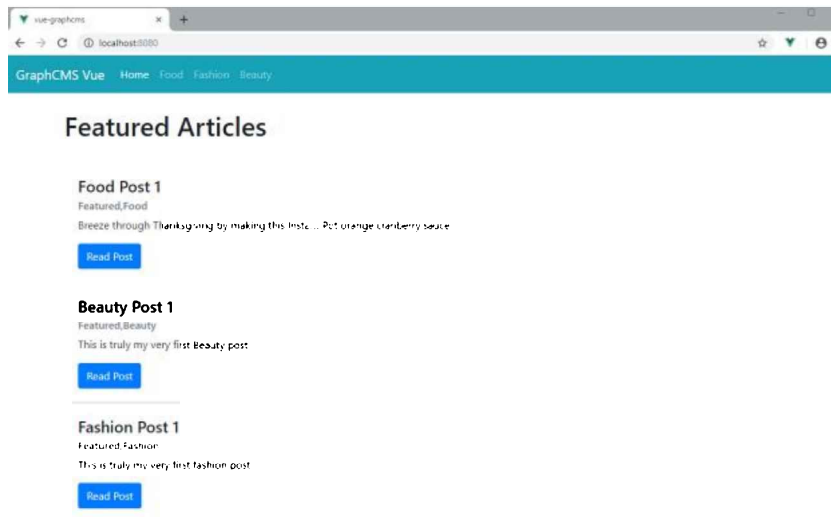 vue-graphcms
localhost:8080
GraphCMS Vue Home Food Fashion Beauty
Featured Articles
Food Post 1
Featured,Food
Breeze through Thanksgiving by making this Insta... Pot orange cranberry sauce
Read Post
Beauty Post 1
Featured,Beauty
This is truly my very first Beauty post
Read Post
Fashion Post 1
Featured,Fashion
This is truly my very first fashion post
Read Post